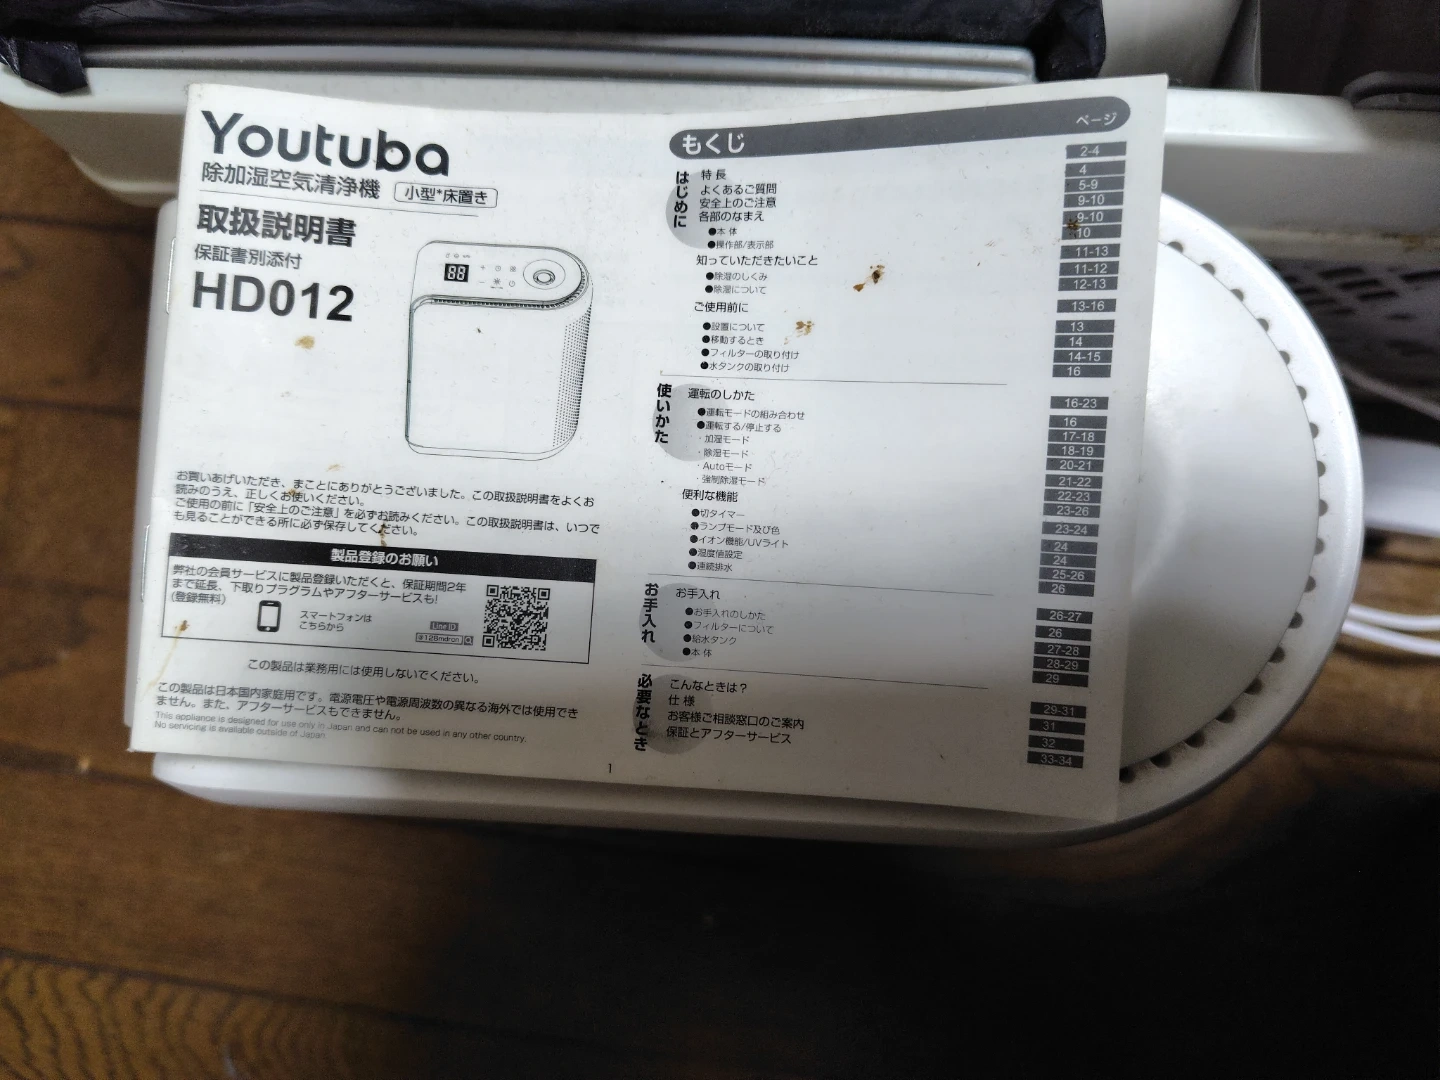 Youtuba
除加湿空気清浄機 小型*床置き
取扱説明書
保証書別添付
HD012
88
お買いあげいただき、まことにありがとうございました。この取扱説明書をよくお
読みのうえ、正しくお使いください。
ご使用の前に「安全上のご注意」を必ずお読みください。この取扱説明書は、いつで
も見ることができる所に必ず保存してください。
製品登録のお願い
弊社の会員サービスに製品登録いただくと、保証期間2年
まで延長、下取りプログラムやアフターサービスも!
(登録無料)
スマートフォンは
こちらから
Line ID
@128mdron
この製品は業務用には使用しないでください。
この製品は日本国内家庭用です。電源電圧や電源周波数の異なる海外では使用でき
ません。また、アフターサービスもできません。
This appliance is designed for use only in Japan and can not be used in any other country.
No servicing is available outside of Japan
1
もくじ ページ
はじめに
特長 2-4
よくあるご質問 4
安全上のご注意 5-9
各部のなまえ 9-10
●本体 9-10
●操作部/表示部 10
知っていただきたいこと 11-13
●除湿のしくみ 11-12
●除湿について 12-13
ご使用前に 13-16
●設置について 13
●移動するとき 14
●フィルターの取り付け 14-15
●水タンクの取り付け 16
使いかた
運転のしかた 16-23
●運転モードの組み合わせ 16
●運転する/停止する 17-18
・加湿モード 18-19
・除湿モード 20-21
・Autoモード 21-22
・強制除湿モード 22-23
便利な機能 23-26
●切タイマー 23-24
●ランプモード及び色 24
●イオン機能/UVライト 24
●湿度値設定 25-26
●連続排水 26
お手入れ
お手入れ 26-27
●お手入れのしかた 26
●フィルターについて 27-28
●給水タンク 28-29
●本体 29
必要なとき
こんなときは？ 29-31
仕様 31
お客様ご相談窓口のご案内 32
保証とアフターサービス 33-34